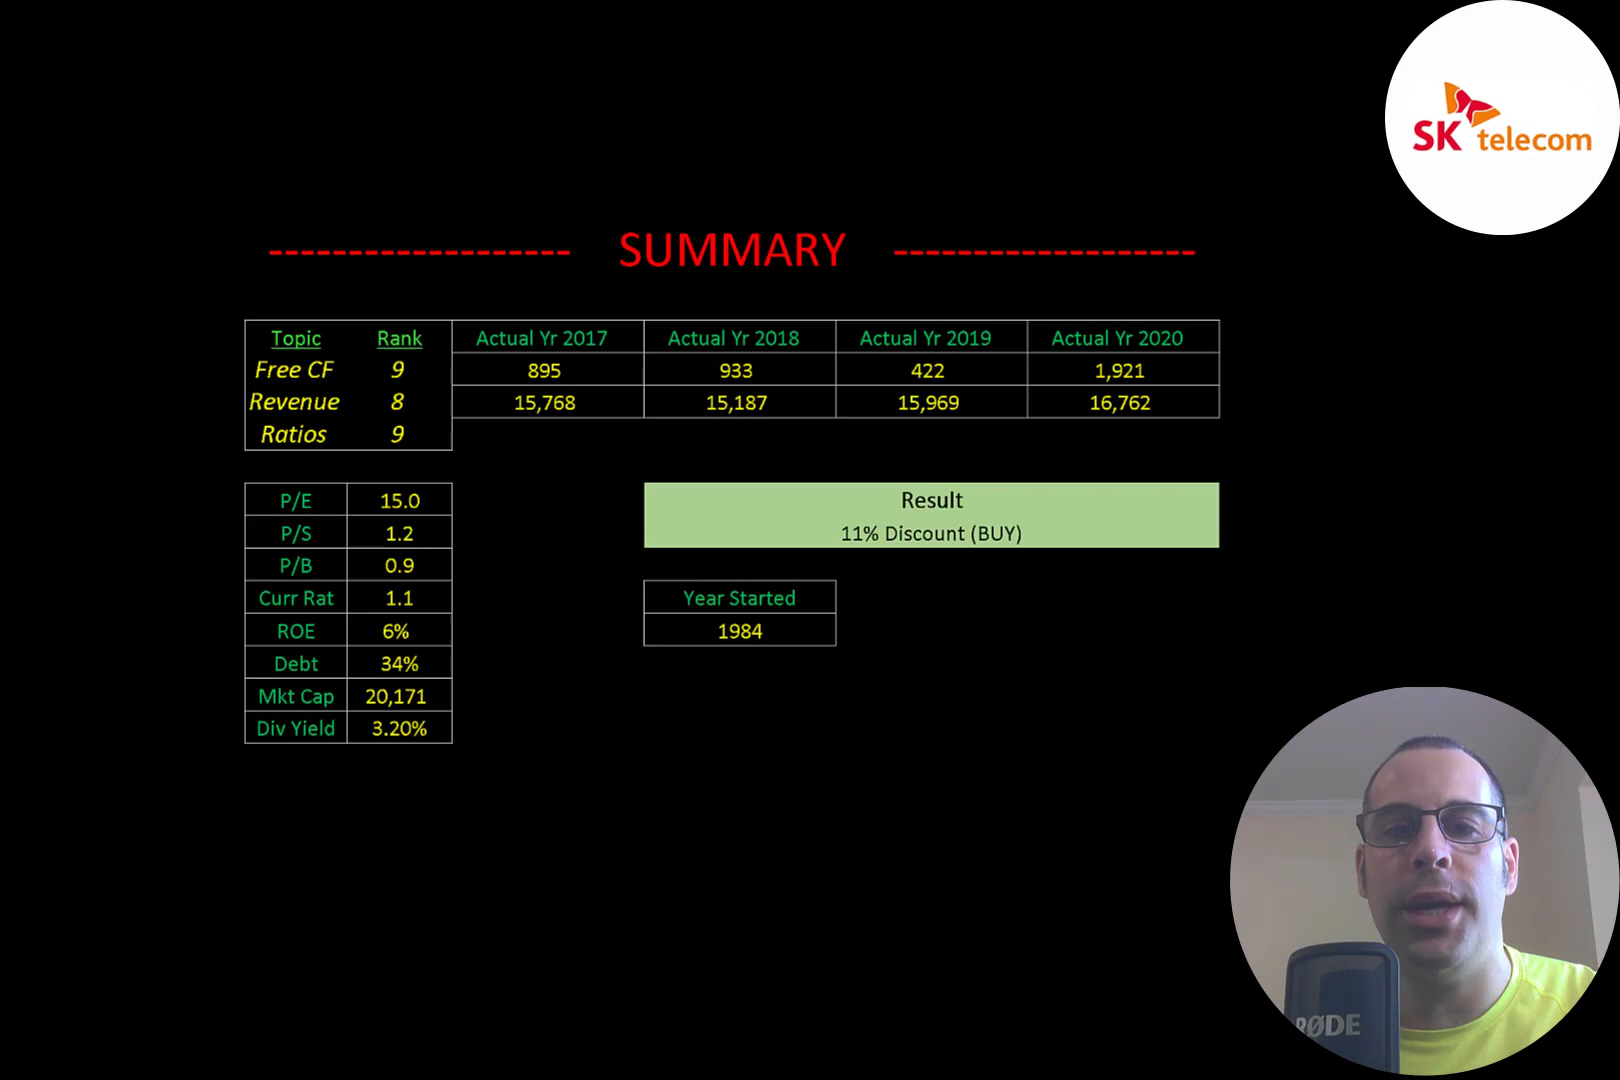 SK telecom
------------------- SUMMARY -------------------
Topic Rank Actual Yr 2017 Actual Yr 2018 Actual Yr 2019 Actual Yr 2020
Free CF 9 895 933 422 1,921
Revenue 8 15,768 15,187 15,969 16,762
Ratios 9
P/E 15.0 Result
P/S 1.2 11% Discount (BUY)
P/B 0.9
Curr Rat 1.1 Year Started
ROE 6% 1984
Debt 34%
Mkt Cap 20,171
Div Yield 3.20%
RØDE